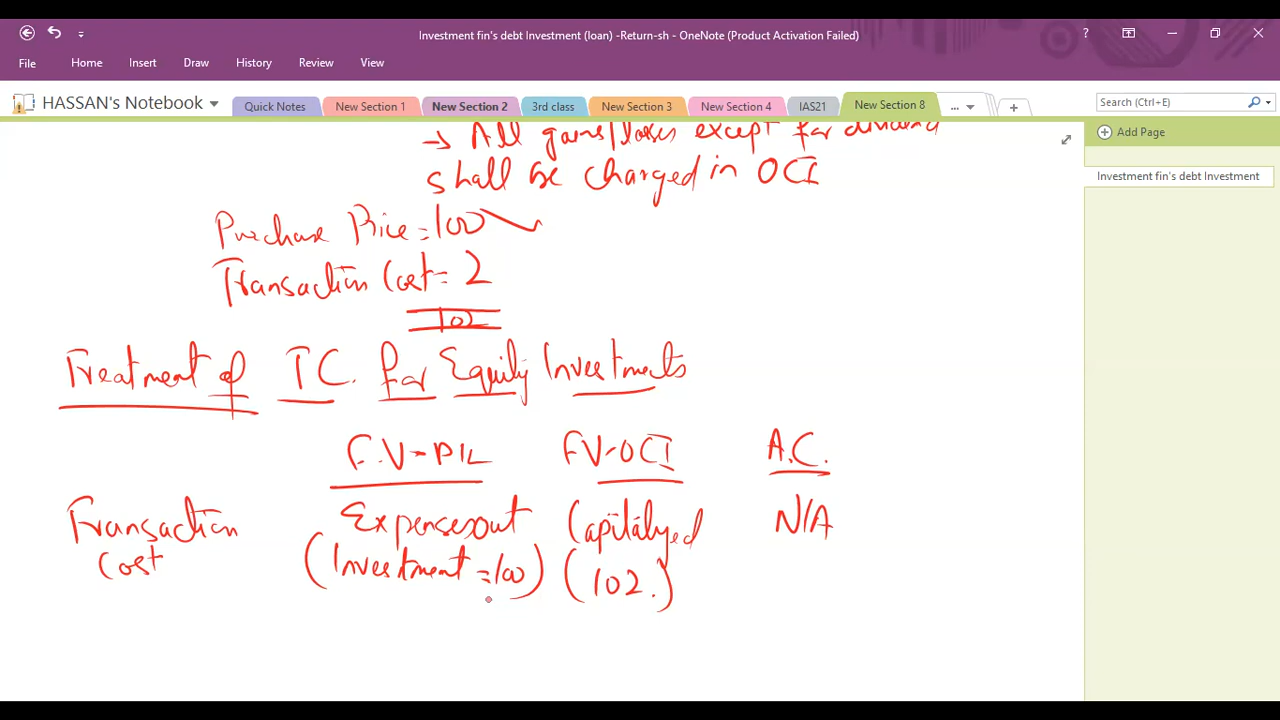 Investment fin's debt Investment (loan) -Return-sh - OneNote (Product Activation Failed)
?
File Home Insert Draw History Review View
HASSAN's Notebook Quick Notes New Section 1 New Section 2 3rd class New Section 3 New Section 4 IAS21 New Section 8 ... + Search (Ctrl+E)
Add Page
Investment fin's debt Investment
→ All gains/losses except for dividend
shall be charged in OCI
Purchase Price = 100
Transaction Cost = 2
102
Treatment of TC. for Equity Investments
F.V-P/L FV-OCI A.C.
Transaction Expensesout Capitalyed N/A
Cost (Investment = 100) (102.)